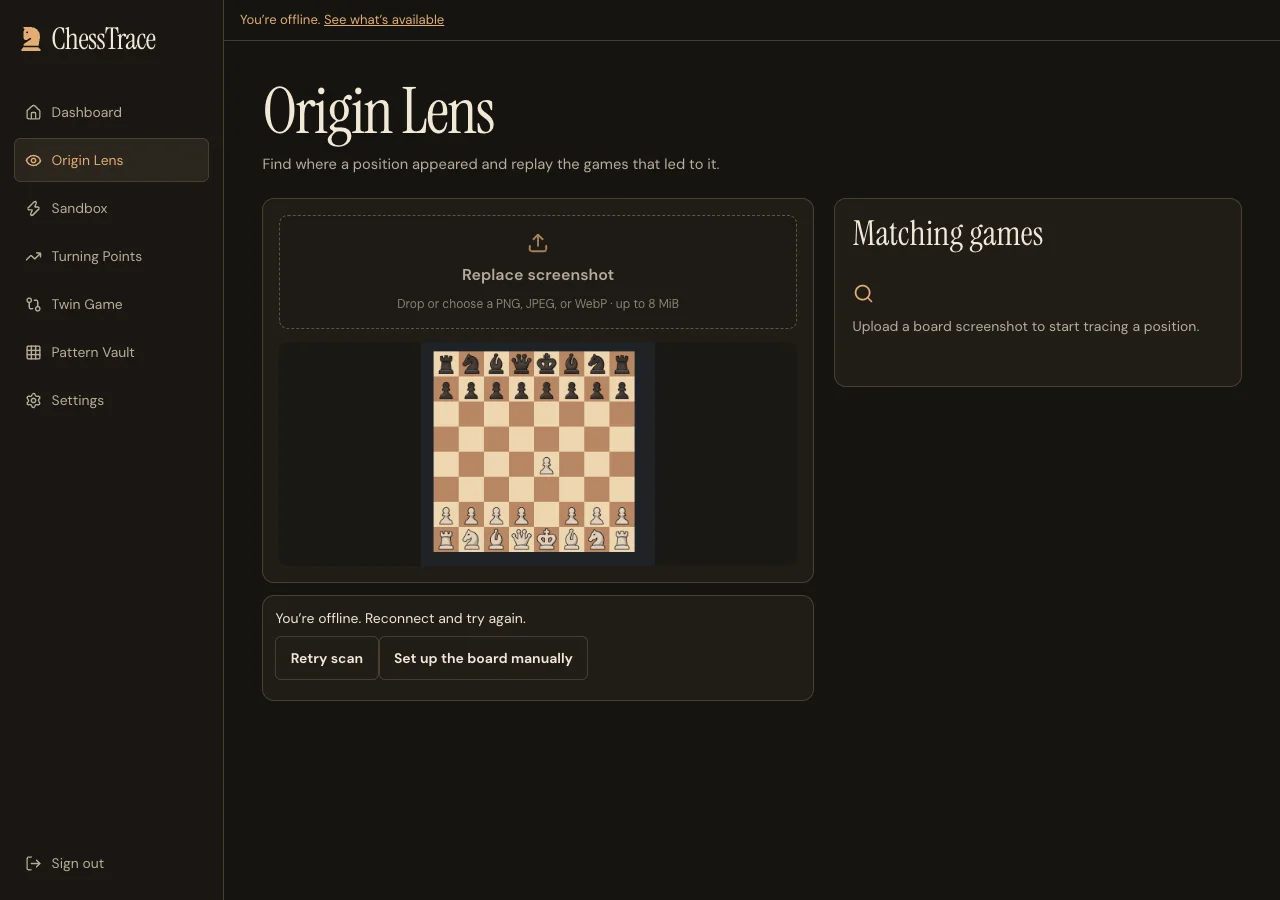 ChessTrace
Dashboard
Origin Lens
Sandbox
Turning Points
Twin Game
Pattern Vault
Settings
Sign out
You’re offline. See what’s available
Origin Lens
Find where a position appeared and replay the games that led to it.
Replace screenshot
Drop or choose a PNG, JPEG, or WebP · up to 8 MiB
You’re offline. Reconnect and try again.
Retry scan
Set up the board manually
Matching games
Upload a board screenshot to start tracing a position.